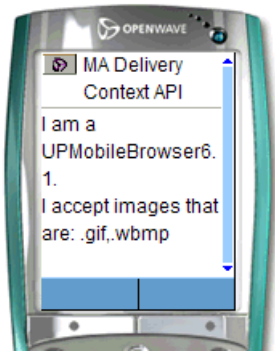 OPENWAVE
MA Delivery
Context API
I am a
UPMobileBrowser6.
1.
I accept images that
are: .gif,.wbmp